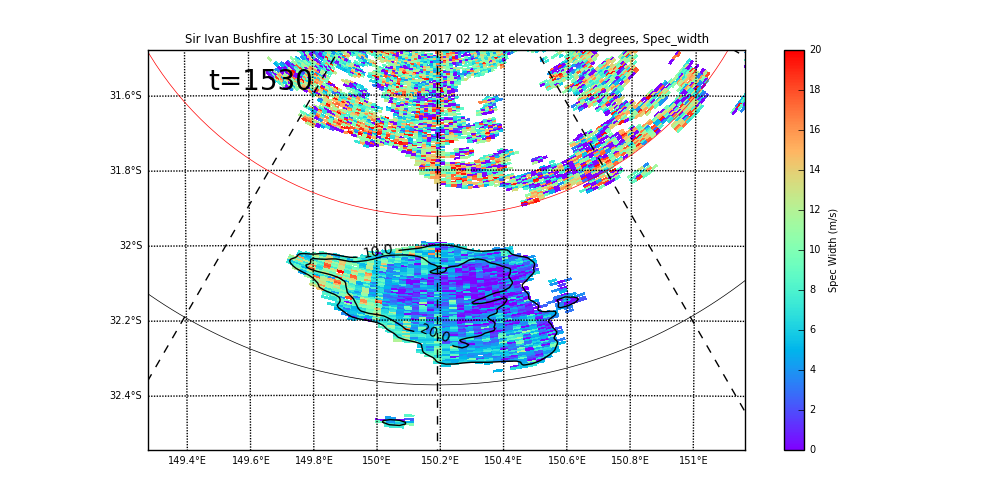 Sir Ivan Bushfire at 15:30 Local Time on 2017 02 12 at elevation 1.3 degrees, Spec_width
t=1530
31.6°S
31.8°S
32°S
32.2°S
32.4°S
10.0
20.0
149.4°E 149.6°E 149.8°E 150°E 150.2°E 150.4°E 150.6°E 150.8°E 151°E
20
18
16
14
12
10
8
6
4
2
0
Spec Width (m/s)